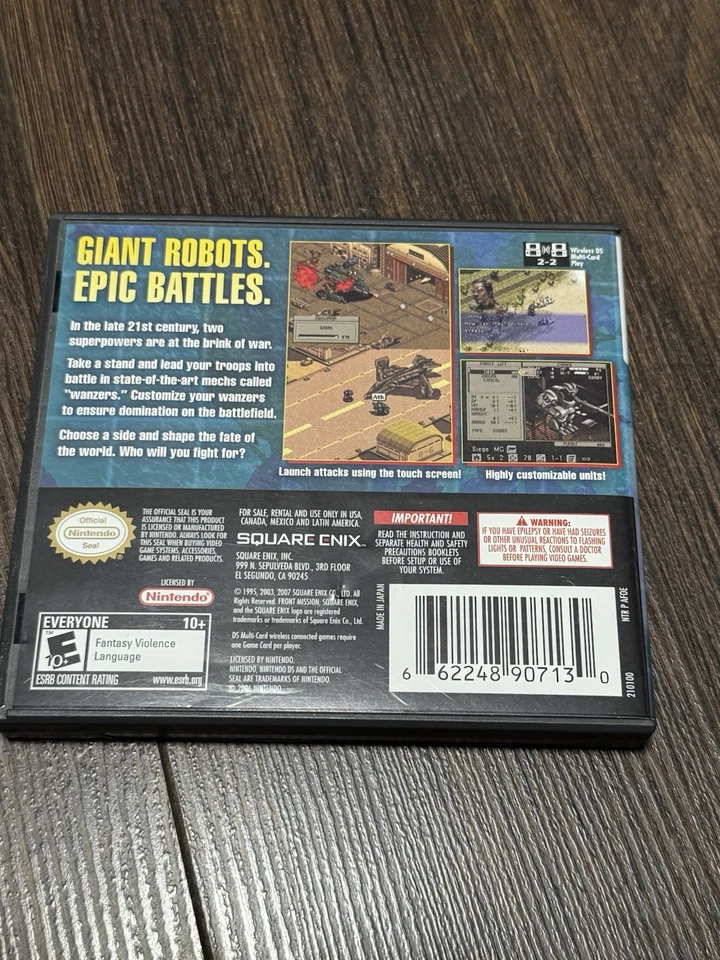 GIANT ROBOTS.
EPIC BATTLES.
In the late 21st century, two
superpowers are at the brink of war.
Take a stand and lead your troops into
battle in state-of-the-art mechs called
"wanzers." Customize your wanzers
to ensure domination on the battlefield.
Choose a side and shape the fate of
the world. Who will you fight for?
Atk
Launch attacks using the touch screen!
2-2
Wireless DS
Multi-Card
Play
Siege MG
5x 2
78
1-1
Highly customizable units!
Official
Nintendo
Seal
THE OFFICIAL SEAL IS YOUR
ASSURANCE THAT THIS PRODUCT
IS LICENSED OR MANUFACTURED
BY NINTENDO. ALWAYS LOOK FOR
THIS SEAL WHEN BUYING VIDEO
GAME SYSTEMS, ACCESSORIES,
GAMES AND RELATED PRODUCTS.
LICENSED BY
Nintendo
EVERYONE 10+
E
10+
TM
Fantasy Violence
Language
ESRB CONTENT RATING www.esrb.org
FOR SALE, RENTAL AND USE ONLY IN USA,
CANADA, MEXICO AND LATIN AMERICA.
SQUARE ENIX
SQUARE ENIX, INC.
999 N. SEPULVEDA BLVD., 3RD FLOOR
EL SEGUNDO, CA 90245
© 1995, 2003, 2007 SQUARE ENIX CO., LTD. All
Rights Reserved. FRONT MISSION, SQUARE ENIX,
and the SQUARE ENIX logo are registered
trademarks or trademarks of Square Enix Co., Ltd.
DS Multi-Card wireless connected games require
one Game Card per player.
LICENSED BY NINTENDO.
NINTENDO, NINTENDO DS AND THE OFFICIAL
SEAL ARE TRADEMARKS OF NINTENDO.
© 2006 NINTENDO.
IMPORTANT!
READ THE INSTRUCTION AND
SEPARATE HEALTH AND SAFETY
PRECAUTIONS BOOKLETS
BEFORE SETUP OR USE OF
YOUR SYSTEM.
WARNING:
IF YOU HAVE EPILEPSY OR HAVE HAD SEIZURES
OR OTHER UNUSUAL REACTIONS TO FLASHING
LIGHTS OR PATTERNS, CONSULT A DOCTOR
BEFORE PLAYING VIDEO GAMES.
MADE IN JAPAN
6 62248 90713 0
NTR P AFOE
210100